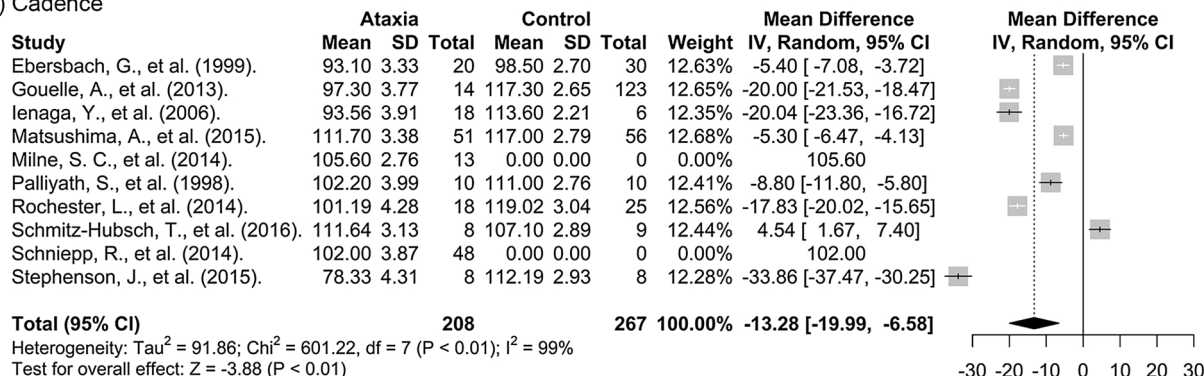 ) Cadence
Ataxia Control Mean Difference Mean Difference
Study Mean SD Total Mean SD Total Weight IV, Random, 95% CI IV, Random, 95% CI
Ebersbach, G., et al. (1999). 93.10 3.33 20 98.50 2.70 30 12.63% -5.40 [ -7.08, -3.72]
Gouelle, A., et al. (2013). 97.30 3.77 14 117.30 2.65 123 12.65% -20.00 [-21.53, -18.47]
Ienaga, Y., et al. (2006). 93.56 3.91 18 113.60 2.21 6 12.35% -20.04 [-23.36, -16.72]
Matsushima, A., et al. (2015). 111.70 3.38 51 117.00 2.79 56 12.68% -5.30 [ -6.47, -4.13]
Milne, S. C., et al. (2014). 105.60 2.76 13 0.00 0.00 0 0.00% 105.60
Palliyath, S., et al. (1998). 102.20 3.99 10 111.00 2.76 10 12.41% -8.80 [-11.80, -5.80]
Rochester, L., et al. (2014). 101.19 4.28 18 119.02 3.04 25 12.56% -17.83 [-20.02, -15.65]
Schmitz-Hubsch, T., et al. (2016). 111.64 3.13 8 107.10 2.89 9 12.44% 4.54 [ 1.67, 7.40]
Schniepp, R., et al. (2014). 102.00 3.87 48 0.00 0.00 0 0.00% 102.00
Stephenson, J., et al. (2015). 78.33 4.31 8 112.19 2.93 8 12.28% -33.86 [-37.47, -30.25]
Total (95% CI) 208 267 100.00% -13.28 [-19.99, -6.58]
Heterogeneity: Tau² = 91.86; Chi² = 601.22, df = 7 (P < 0.01); I² = 99%
Test for overall effect: Z = -3.88 (P < 0.01)
-30 -20 -10 0 10 20 30